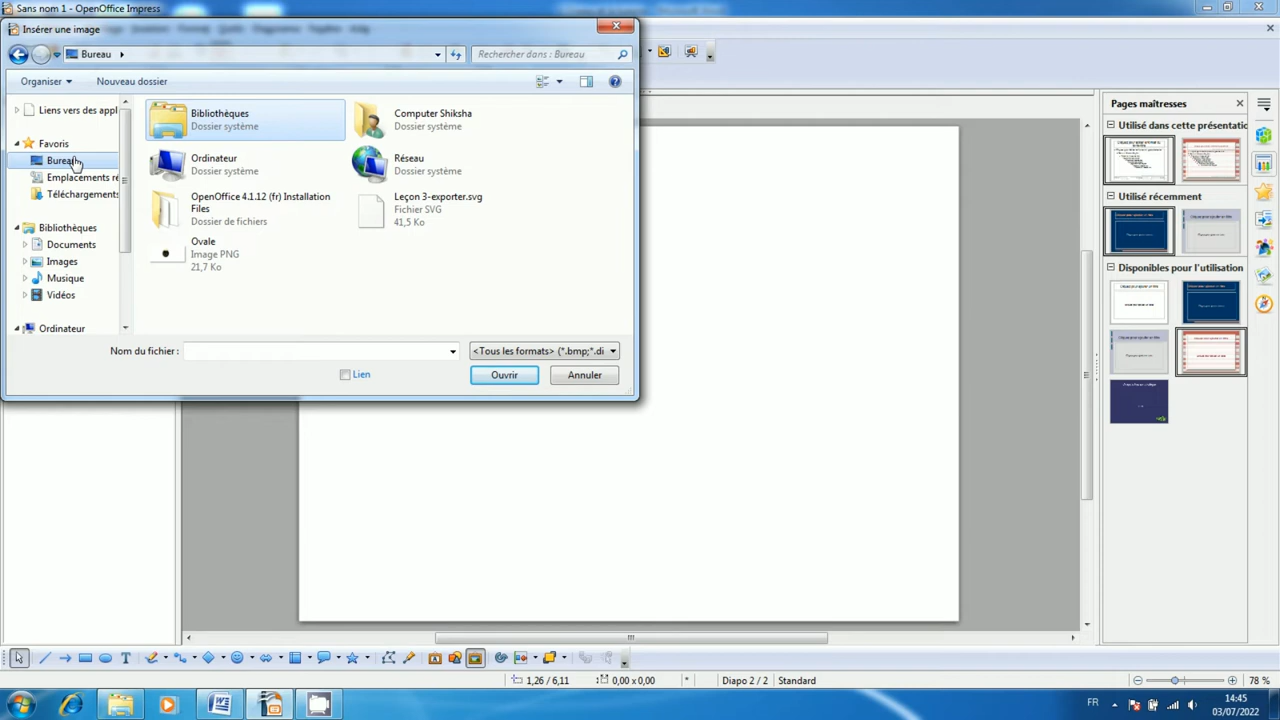 Sans nom 1 - OpenOffice Impress
Insérer une image
Bureau
Rechercher dans : Bureau
Organiser
Nouveau dossier
Liens vers des appl
Favoris
Bureau
Emplacements ré
Téléchargements
Bibliothèques
Documents
Images
Musique
Vidéos
Ordinateur
Bibliothèques
Dossier système
Computer Shiksha
Dossier système
Ordinateur
Dossier système
Réseau
Dossier système
OpenOffice 4.1.12 (fr) Installation
Files
Dossier de fichiers
Leçon 3-exporter.svg
Fichier SVG
41,5 Ko
Ovale
Image PNG
21,7 Ko
Nom du fichier :
<Tous les formats> (*.bmp;*.di
Lien
Ouvrir
Annuler
Pages maîtresses
Utilisé dans cette présentatio
Utilisé récemment
Disponibles pour l'utilisation
1,26 / 6,11
0,00 x 0,00
*
Diapo 2 / 2
Standard
78 %
FR
14:45
03/07/2022